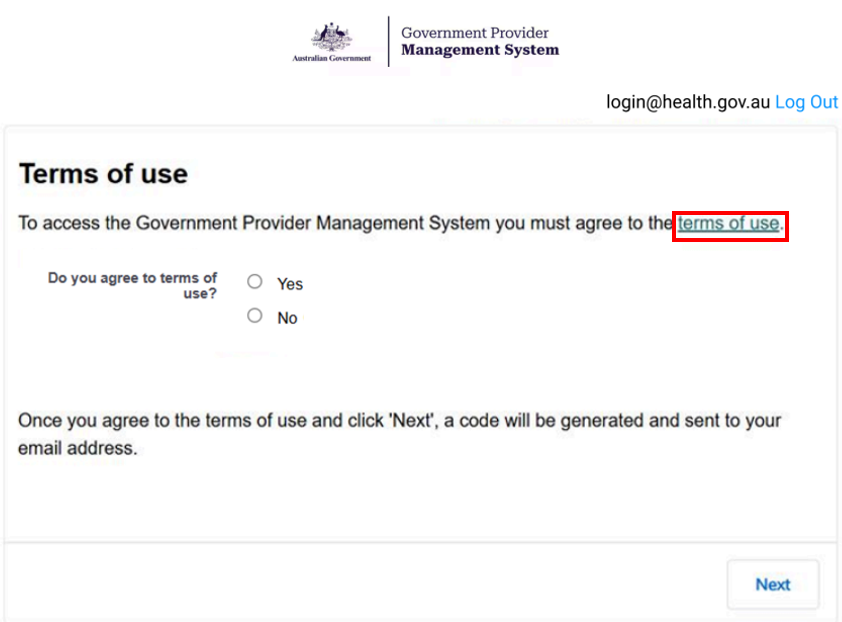 Government Provider
Management System
Australian Government
login@health.gov.au Log Out
Terms of use
To access the Government Provider Management System you must agree to the terms of use.
Do you agree to terms of
use?
Yes
No
Once you agree to the terms of use and click 'Next', a code will be generated and sent to your
email address.
Next